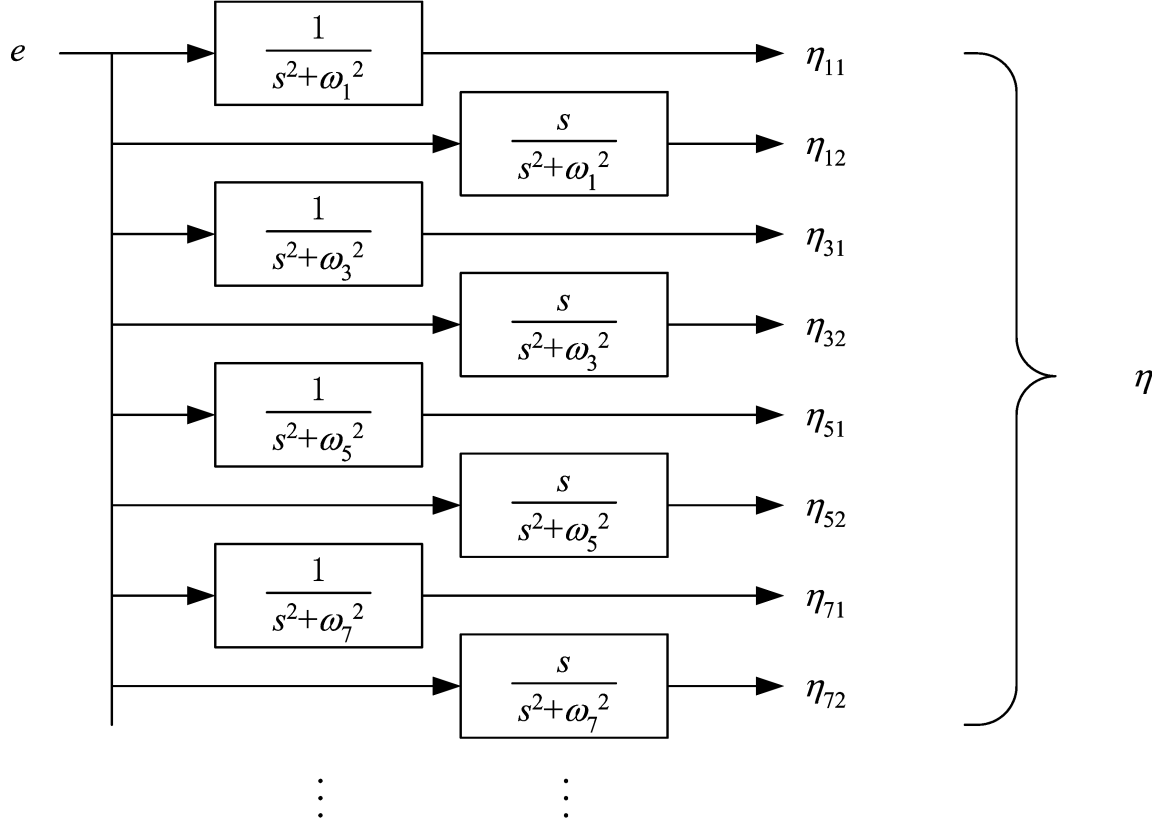 e 1/(s²+ω₁²) η₁₁
s/(s²+ω₁²) η₁₂
1/(s²+ω₃²) η₃₁
s/(s²+ω₃²) η₃₂
η
1/(s²+ω₅²) η₅₁
s/(s²+ω₅²) η₅₂
1/(s²+ω₇²) η₇₁
s/(s²+ω₇²) η₇₂
⋮ ⋮